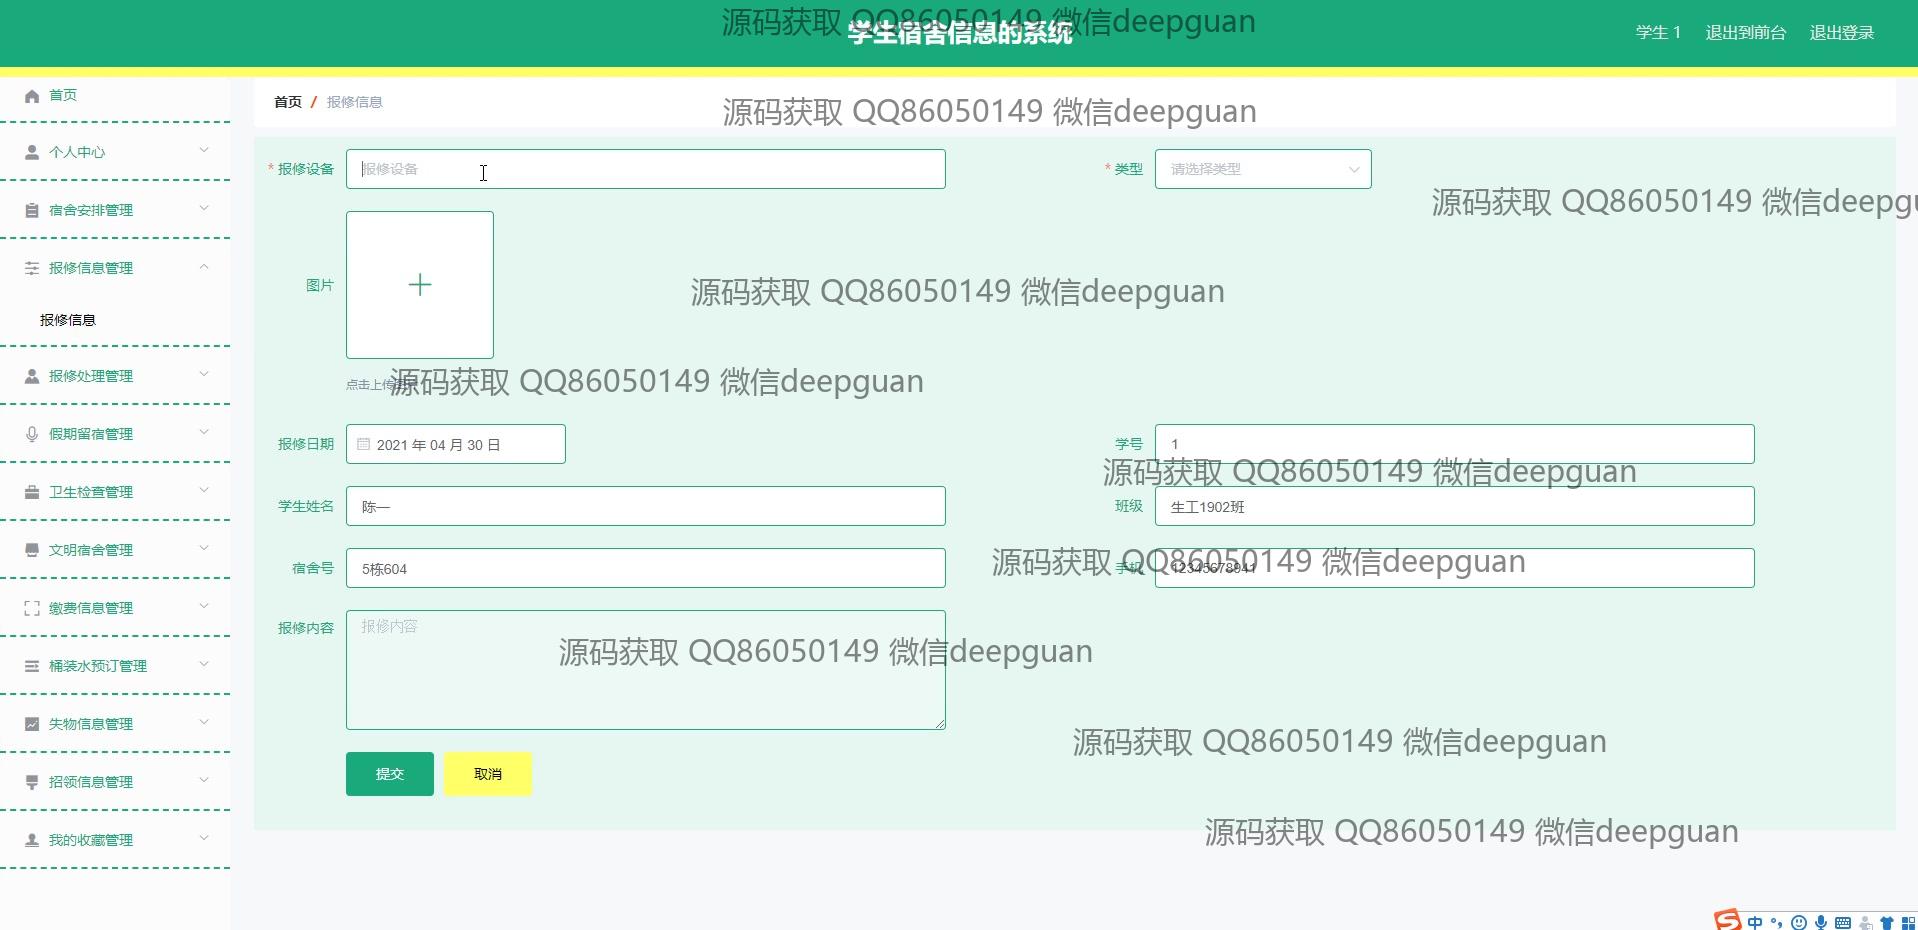 学生宿舍信息的系统
源码获取 QQ86050149 微信deepguan
学生 1 退出到前台 退出登录
首页
个人中心
宿舍安排管理
报修信息管理
报修信息
报修处理管理
假期留宿管理
卫生检查管理
文明宿舍管理
缴费信息管理
桶装水预订管理
失物信息管理
招领信息管理
我的收藏管理
首页 / 报修信息
源码获取 QQ86050149 微信deepguan
* 报修设备 报修设备
* 类型 请选择类型
源码获取 QQ86050149 微信deepgu
图片
源码获取 QQ86050149 微信deepguan
点击上传
源码获取 QQ86050149 微信deepguan
报修日期 2021 年 04 月 30 日
学号 1
源码获取 QQ86050149 微信deepguan
学生姓名 陈一
班级 生工1902班
宿舍号 5栋604
手机 12345678941
源码获取 QQ86050149 微信deepguan
报修内容 报修内容
源码获取 QQ86050149 微信deepguan
源码获取 QQ86050149 微信deepguan
提交 取消
源码获取 QQ86050149 微信deepguan
中